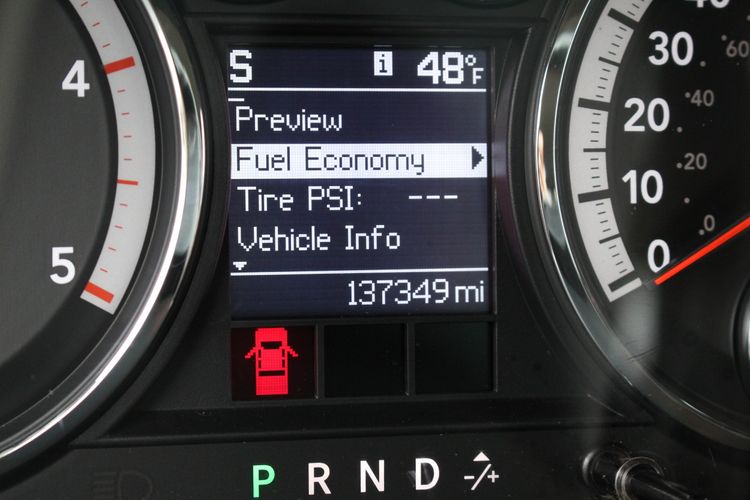 S i 48°F
Preview
Fuel Economy
Tire PSI: ---
Vehicle Info
137349 mi
4
5
40
30
20
10
0
60
40
20
0
P R N D -/+